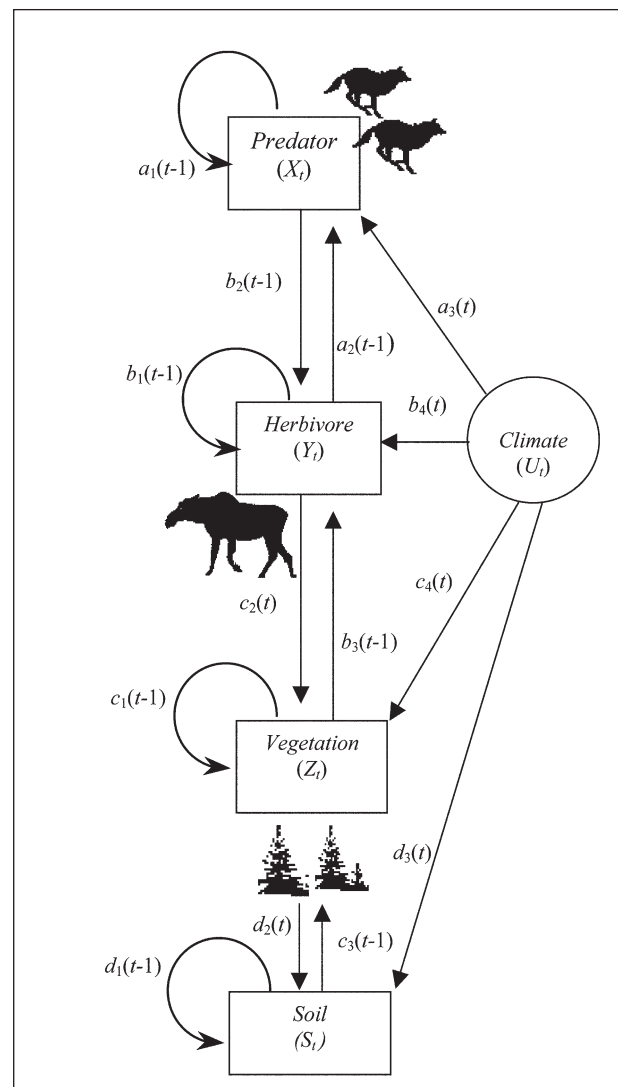 Predator
(Xₜ)
a₁(t-1)
b₂(t-1)
a₃(t)
a₂(t-1)
b₁(t-1)
b₄(t)
Herbivore
(Yₜ)
Climate
(Uₜ)
c₂(t)
c₄(t)
b₃(t-1)
c₁(t-1)
Vegetation
(Zₜ)
d₃(t)
d₂(t)
c₃(t-1)
d₁(t-1)
Soil
(Sₜ)